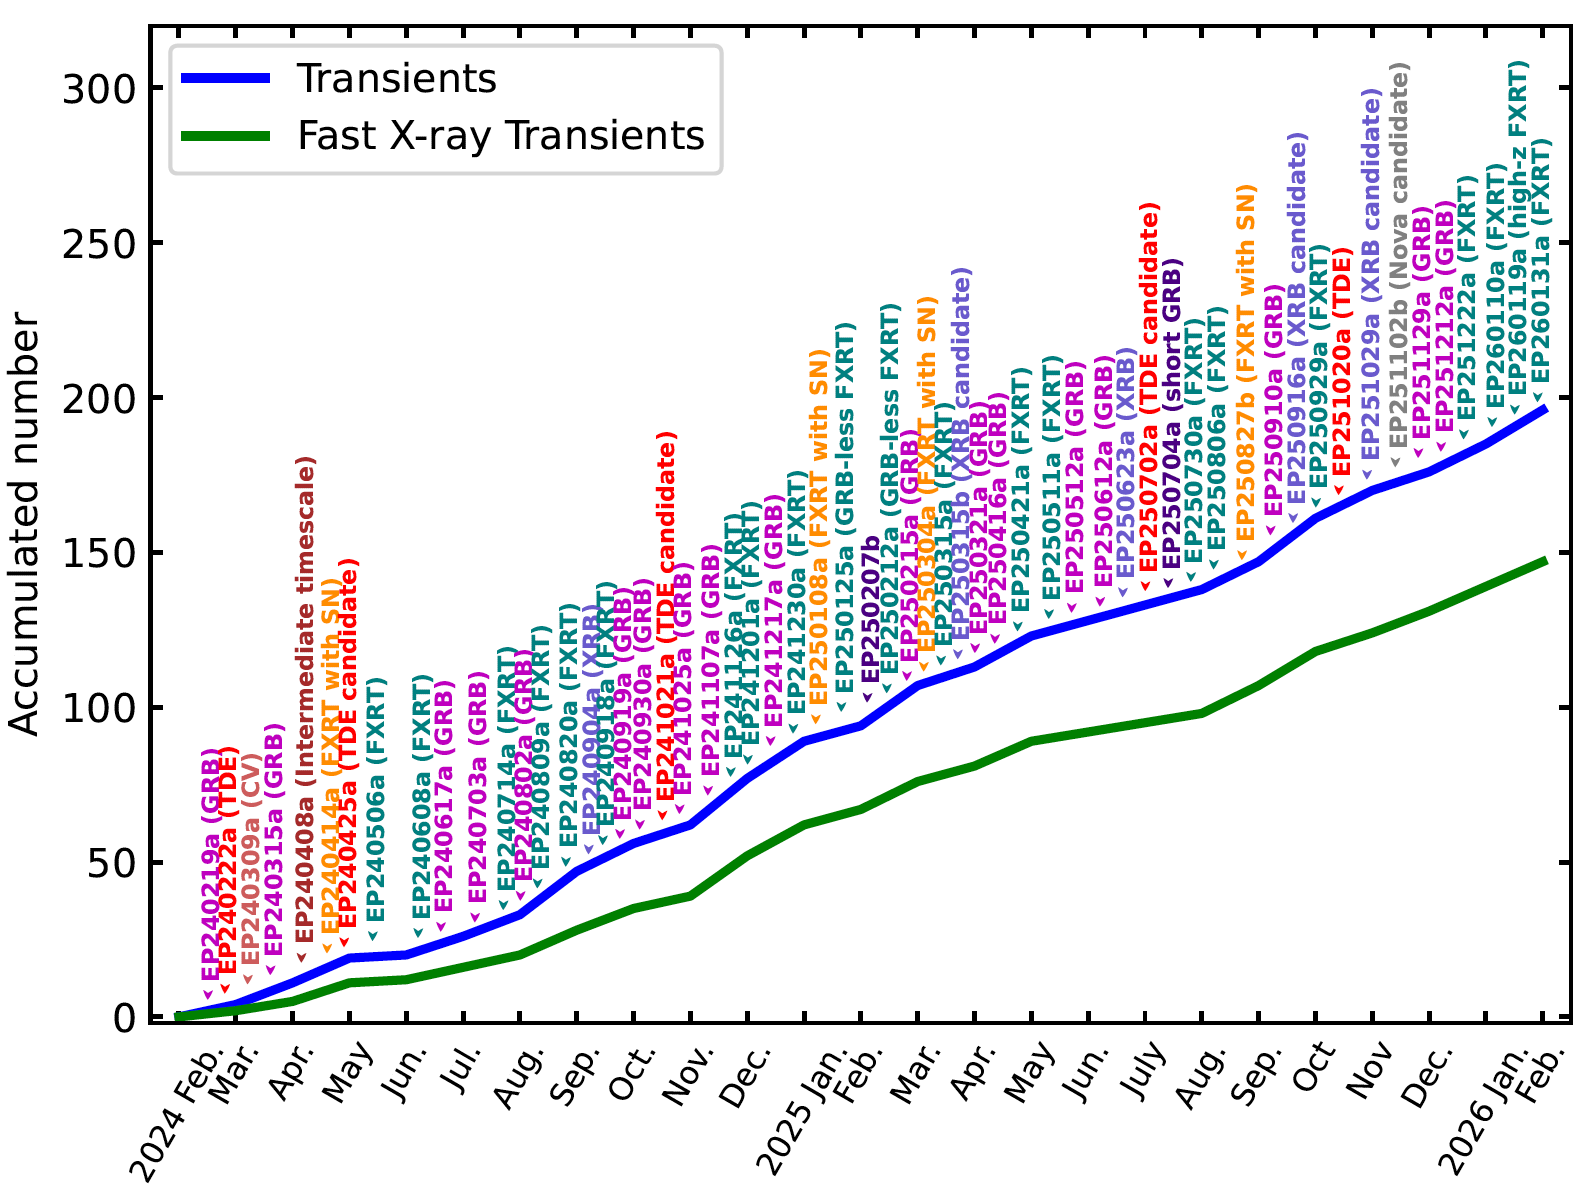 Transients
Fast X-ray Transients
Accumulated number
300
250
200
150
100
50
0
EP240219a (GRB)
EP240222a (TDE)
EP240309a (CV)
EP240315a (GRB)
EP240408a (Intermediate timescale)
EP240414a (FXRT with SN)
EP240425a (TDE candidate)
EP240506a (FXRT)
EP240608a (FXRT)
EP240617a (GRB)
EP240703a (GRB)
EP240714a (FXRT)
EP240802a (GRB)
EP240809a (FXRT)
EP240820a (FXRT)
EP240904a (XRB)
EP240918a (FXRT)
EP240919a (GRB)
EP240930a (GRB)
EP241021a (TDE candidate)
EP241025a (GRB)
EP241107a (GRB)
EP241126a (FXRT)
EP241201a (FXRT)
EP241217a (GRB)
EP241230a (FXRT)
EP250108a (FXRT with SN)
EP250125a (GRB-less FXRT)
EP250207b
EP250212a (GRB-less FXRT)
EP250215a (GRB)
EP250304a (FXRT with SN)
EP250315a (FXRT)
EP250315b (XRB candidate)
EP250321a (GRB)
EP250416a (GRB)
EP250421a (FXRT)
EP250511a (FXRT)
EP250512a (GRB)
EP250612a (GRB)
EP250623a (XRB)
EP250702a (TDE candidate)
EP250704a (short GRB)
EP250730a (FXRT)
EP250806a (FXRT)
EP250827b (FXRT with SN)
EP250910a (GRB)
EP250916a (XRB candidate)
EP250929a (FXRT)
EP251020a (TDE)
EP251029a (XRB candidate)
EP251102b (Nova candidate)
EP251129a (GRB)
EP251212a (GRB)
EP251222a (FXRT)
EP260110a (FXRT)
EP260119a (high-z FXRT)
EP260131a (FXRT)
2024 Feb.
Mar.
Apr.
May
Jun.
Jul.
Aug.
Sep.
Oct.
Nov.
Dec.
2025 Jan.
Feb.
Mar.
Apr.
May
Jun.
July
Aug.
Sep.
Oct
Nov
Dec.
2026 Jan.
Feb.